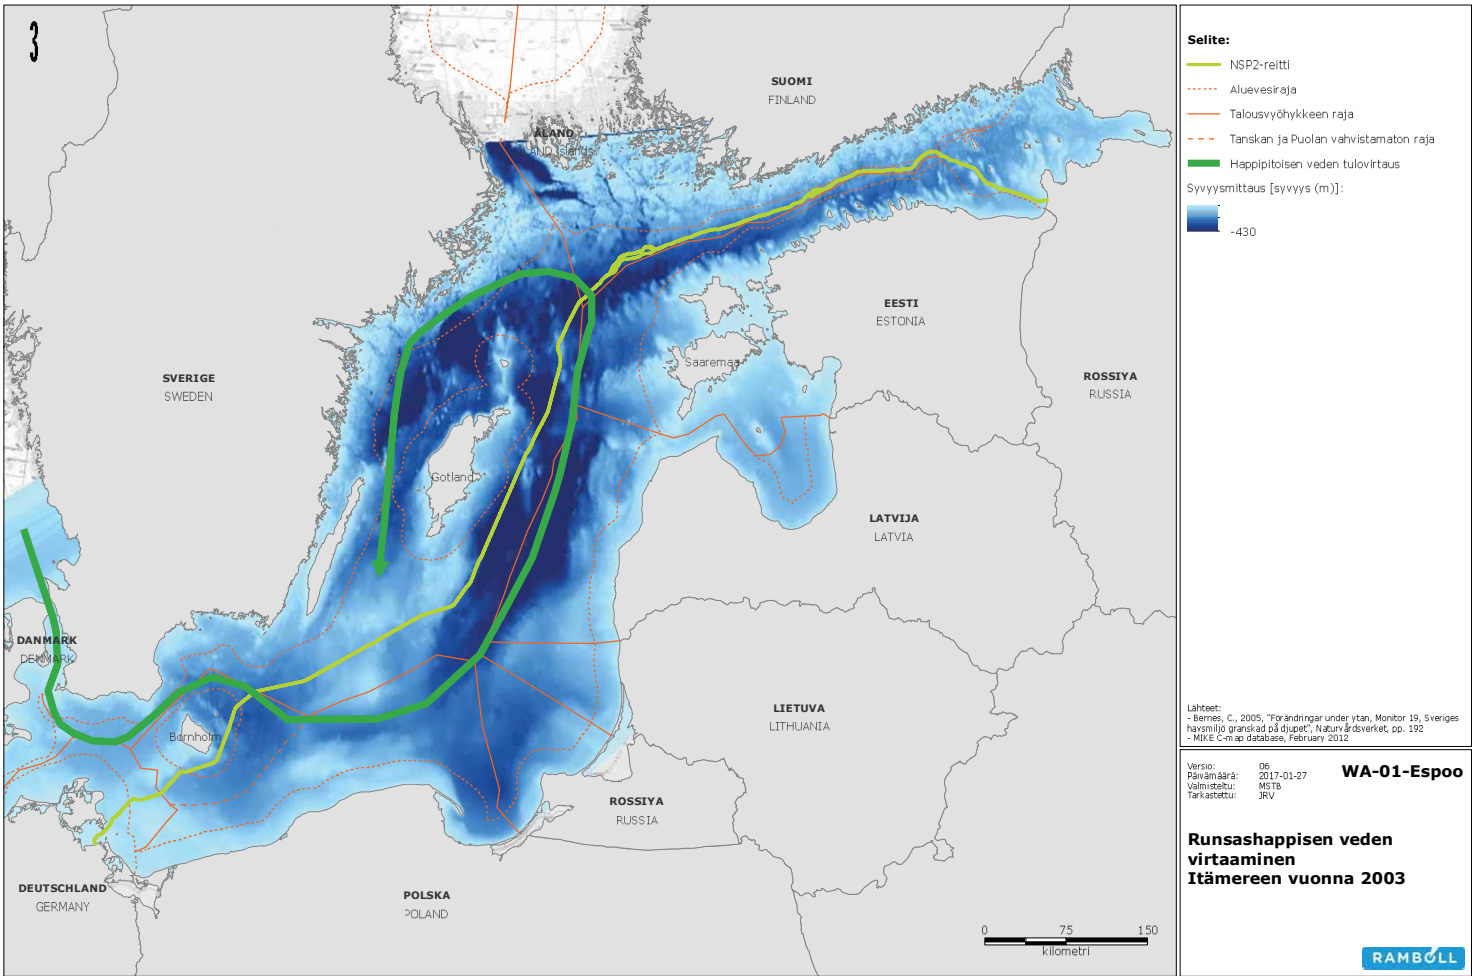 3
SUOMI
FINLAND
ÅLAND
SVERIGE
SWEDEN
EESTI
ESTONIA
Saaremaa
ROSSIYA
RUSSIA
Gotland
LATVIJA
LATVIA
DANMARK
DENMARK
Bornholm
LIETUVA
LITHUANIA
ROSSIYA
RUSSIA
DEUTSCHLAND
GERMANY
POLSKA
POLAND
0 75 150
kilometri
Selite:
NSP2-reitti
Aluevesiraja
Talousvyöhykkeen raja
Tanskan ja Puolan vahvistamaton raja
Happipitoisen veden tulovirtaus
Syvyysmittaus [syvyys (m)]:
-430
Lähteet:
- Bernes, C., 2005, "Förändringar under ytan, Monitor 19, Sveriges
havsmiljö granskad på djupet", Naturvårdsverket, pp. 192
- MIKE C-map database, February 2012
Versio: 06
Päivämäärä: 2017-01-27
Valmisteltu: MSTB
Tarkastettu: JRV
WA-01-Espoo
Runsashappisen veden
virtaaminen
Itämereen vuonna 2003
RAMBOLL